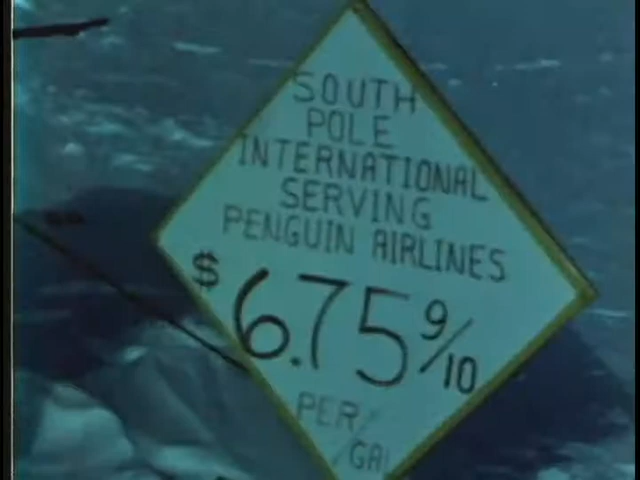 SOUTH
POLE
INTERNATIONAL
SERVING
PENGUIN AIRLINES
$6.75 9/10
PER/
/GAL